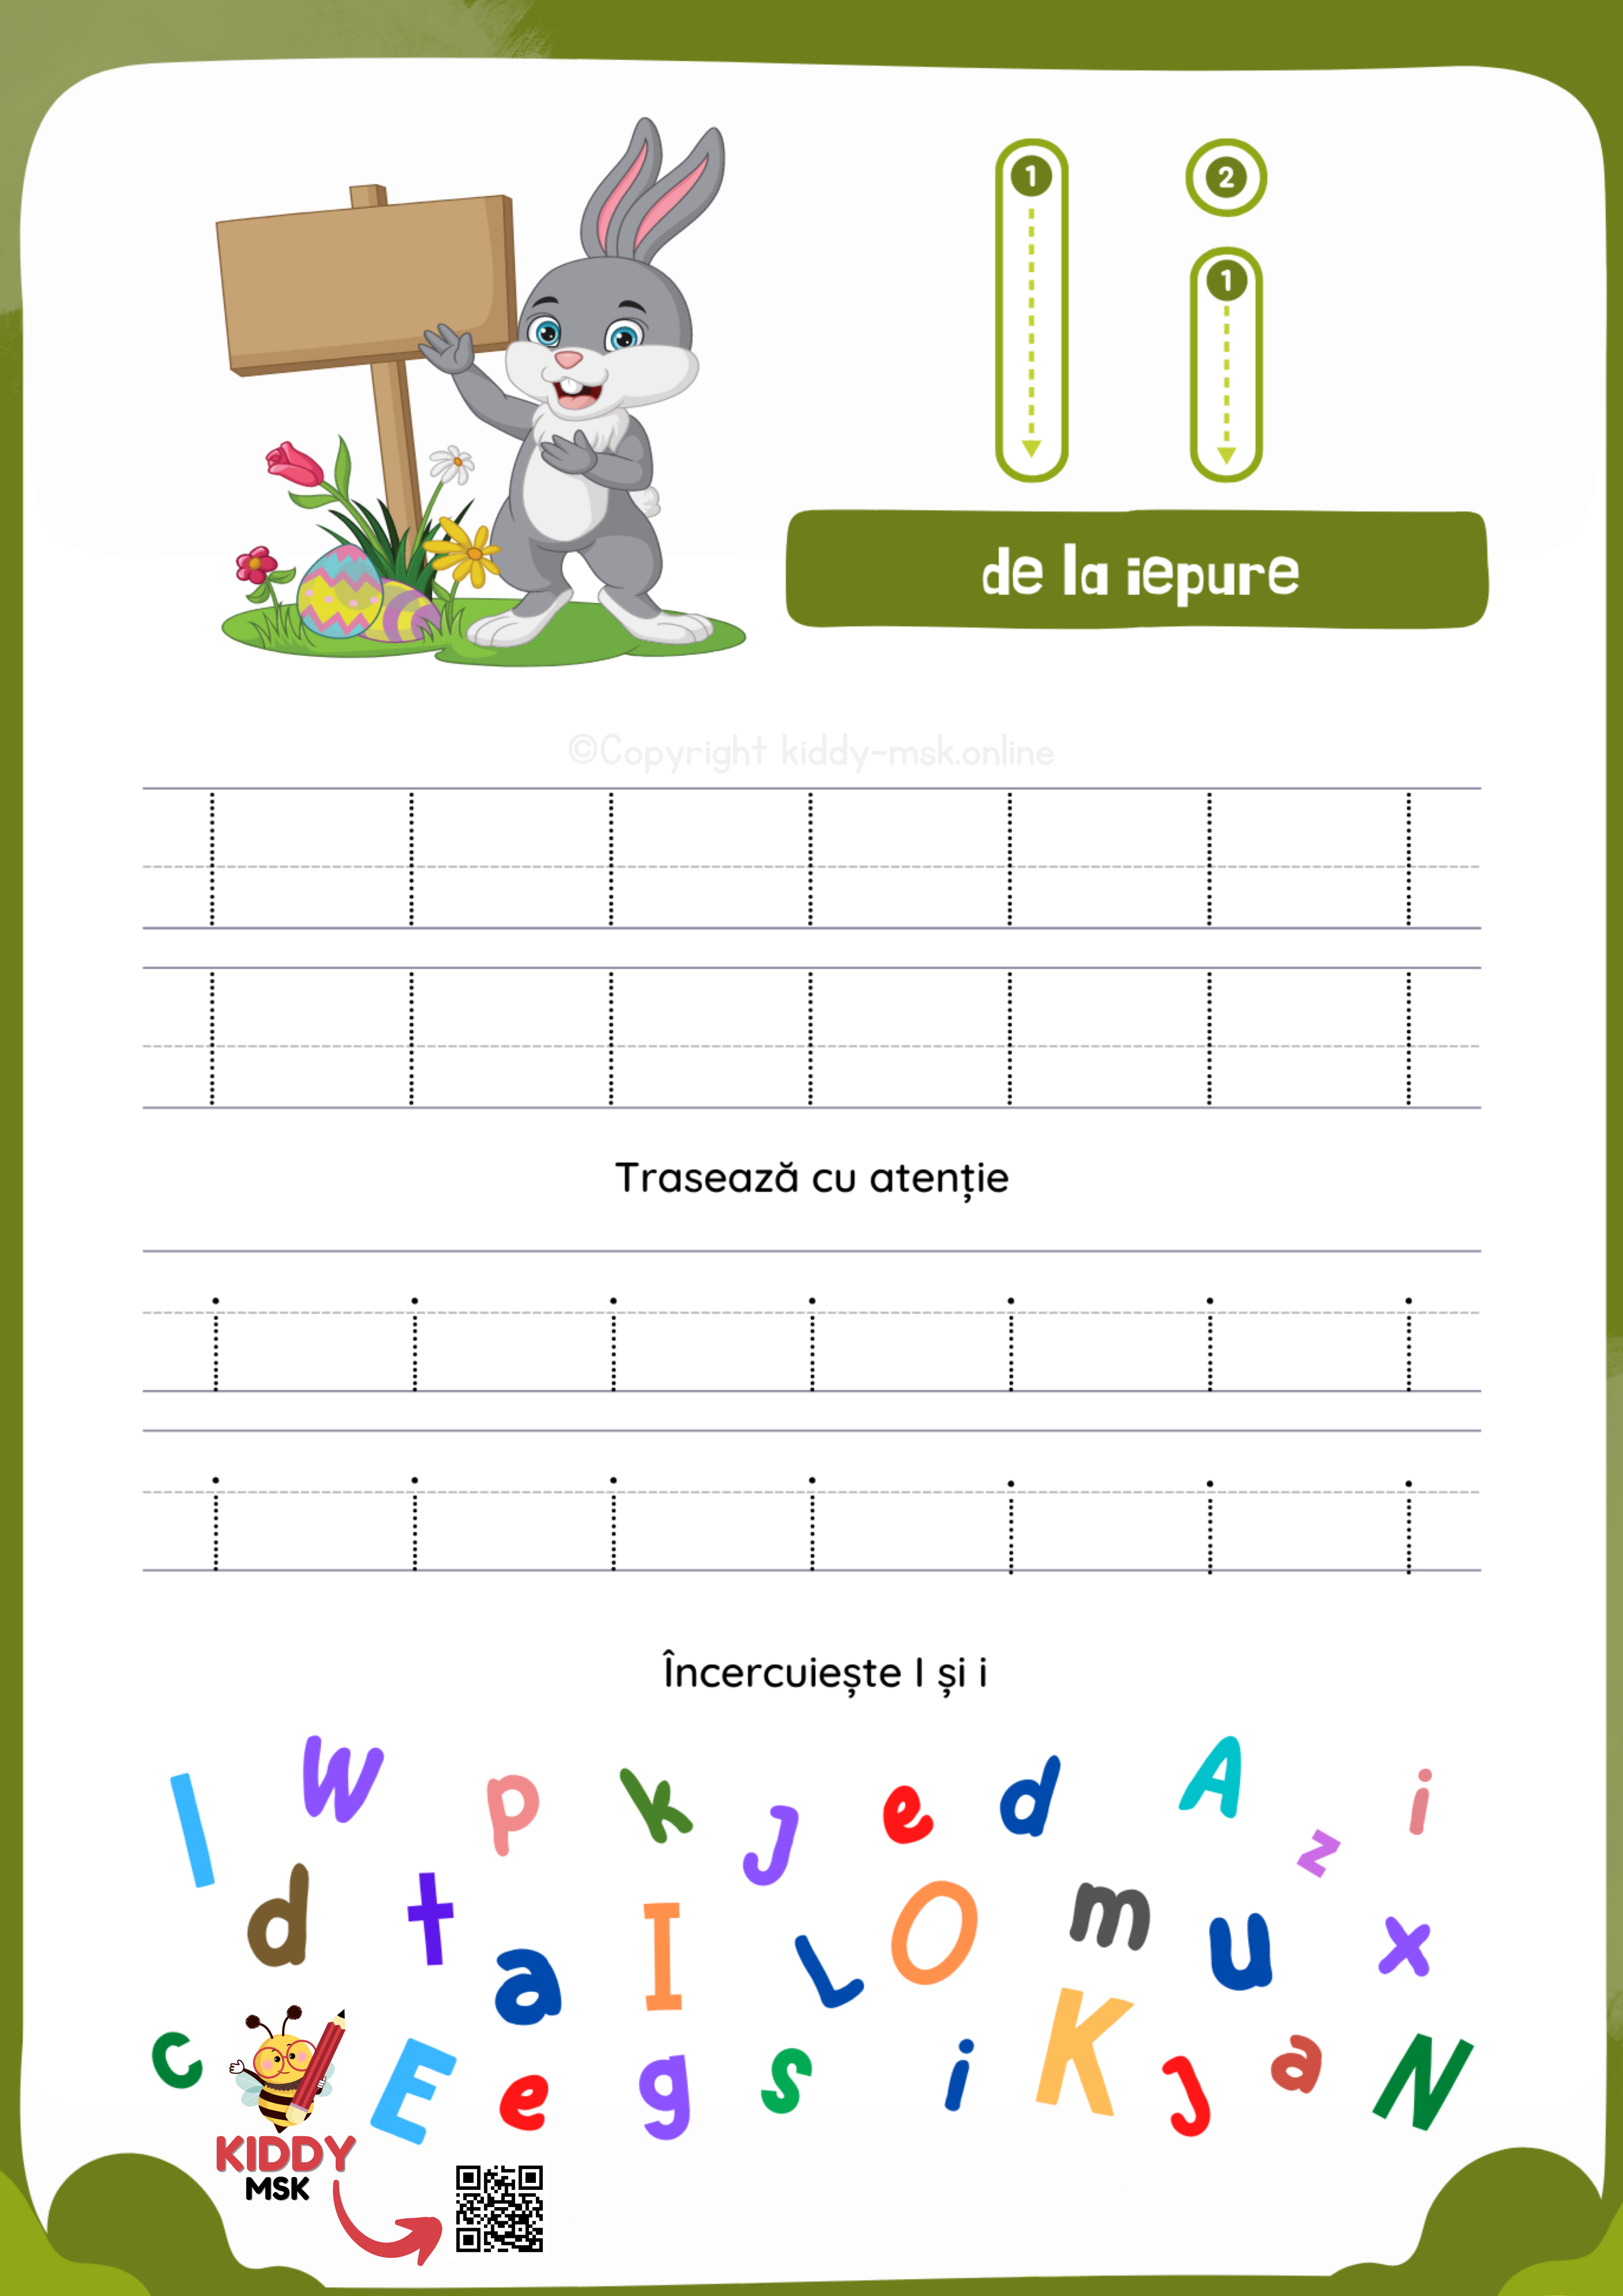 I i
1 2
1
de la iepure
©Copyright kiddy-msk.online
I I I I I I I
I I I I I I I
Trasează cu atenție
i i i i i i i
i i i i i i i
Încercuiește I și i
I W p k J e d A z i
d t a I L O m u x
c E e g s i K J a N
KIDDY
MSK